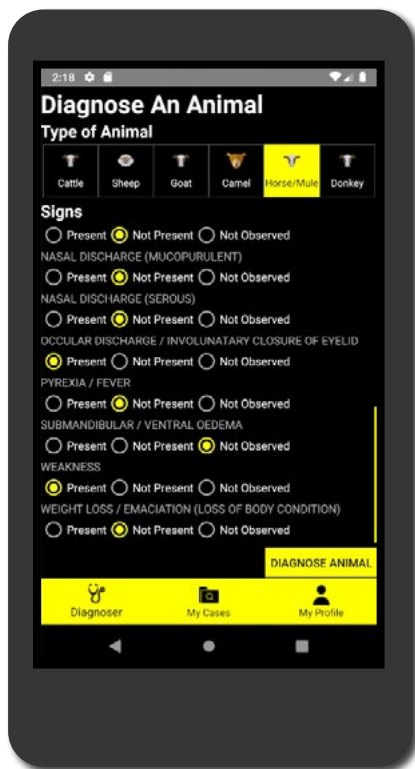 2:18
Diagnose An Animal
Type of Animal
Cattle Sheep Goat Camel Horse/Mule Donkey
Signs
Present Not Present Not Observed
NASAL DISCHARGE (MUCOPURULENT)
Present Not Present Not Observed
NASAL DISCHARGE (SEROUS)
Present Not Present Not Observed
OCCULAR DISCHARGE / INVOLUNATARY CLOSURE OF EYELID
Present Not Present Not Observed
PYREXIA / FEVER
Present Not Present Not Observed
SUBMANDIBULAR / VENTRAL OEDEMA
Present Not Present Not Observed
WEAKNESS
Present Not Present Not Observed
WEIGHT LOSS / EMACIATION (LOSS OF BODY CONDITION)
Present Not Present Not Observed
DIAGNOSE ANIMAL
Diagnoser My Cases My Profile